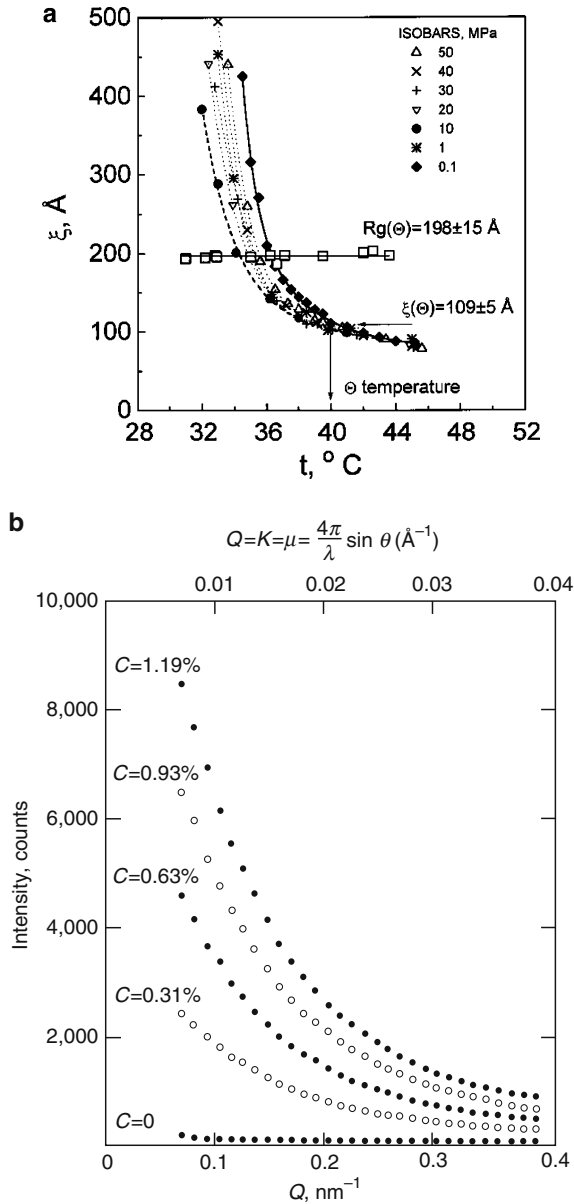 a
500
400
300
200
100
0
ξ, Å
28 32 36 40 44 48 52
t, ° C
ISOBARS, MPa
50
40
30
20
10
1
0.1
Rg(Θ)=198±15 Å
ξ(Θ)=109±5 Å
Θ temperature
b
Q=K=μ= 4π/λ sin θ (Å⁻¹)
0.01 0.02 0.03 0.04
10,000
8,000
6,000
4,000
2,000
Intensity, counts
C=1.19%
C=0.93%
C=0.63%
C=0.31%
C=0
0 0.1 0.2 0.3 0.4
Q, nm⁻¹